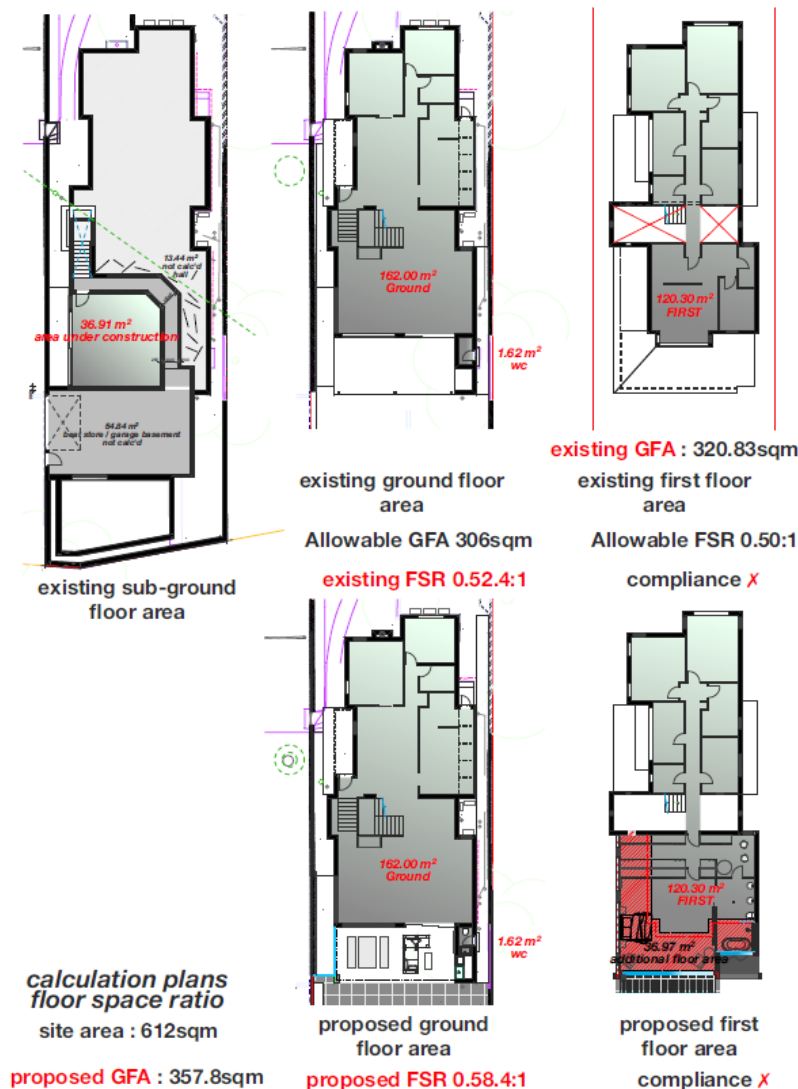 13.44 m²
not calc'd
hall
36.91 m²
area under construction
54.84 m²
boat store / garage basement
not calc'd
existing sub-ground
floor area
162.00 m²
Ground
1.62 m²
wc
existing ground floor
area
Allowable GFA 306sqm
existing FSR 0.52.4:1
120.30 m²
FIRST
existing GFA : 320.83sqm
existing first floor
area
Allowable FSR 0.50:1
compliance ✗
162.00 m²
Ground
1.62 m²
wc
120.30 m²
FIRST
36.97 m²
additional floor area
calculation plans
floor space ratio
site area : 612sqm
proposed GFA : 357.8sqm
proposed ground
floor area
proposed FSR 0.58.4:1
proposed first
floor area
compliance ✗